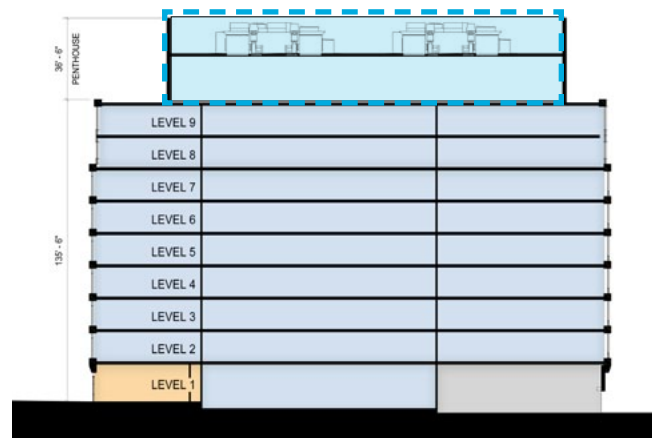 36' - 6"
PENTHOUSE
LEVEL 9
LEVEL 8
LEVEL 7
LEVEL 6
135' - 6"
LEVEL 5
LEVEL 4
LEVEL 3
LEVEL 2
LEVEL 1